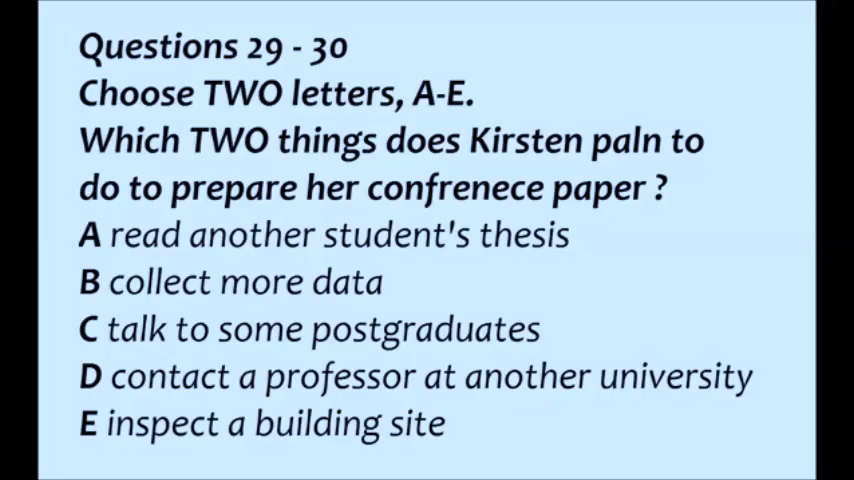 Questions 29 - 30
Choose TWO letters, A-E.
Which TWO things does Kirsten paln to
do to prepare her confrenece paper ?
A read another student's thesis
B collect more data
C talk to some postgraduates
D contact a professor at another university
E inspect a building site